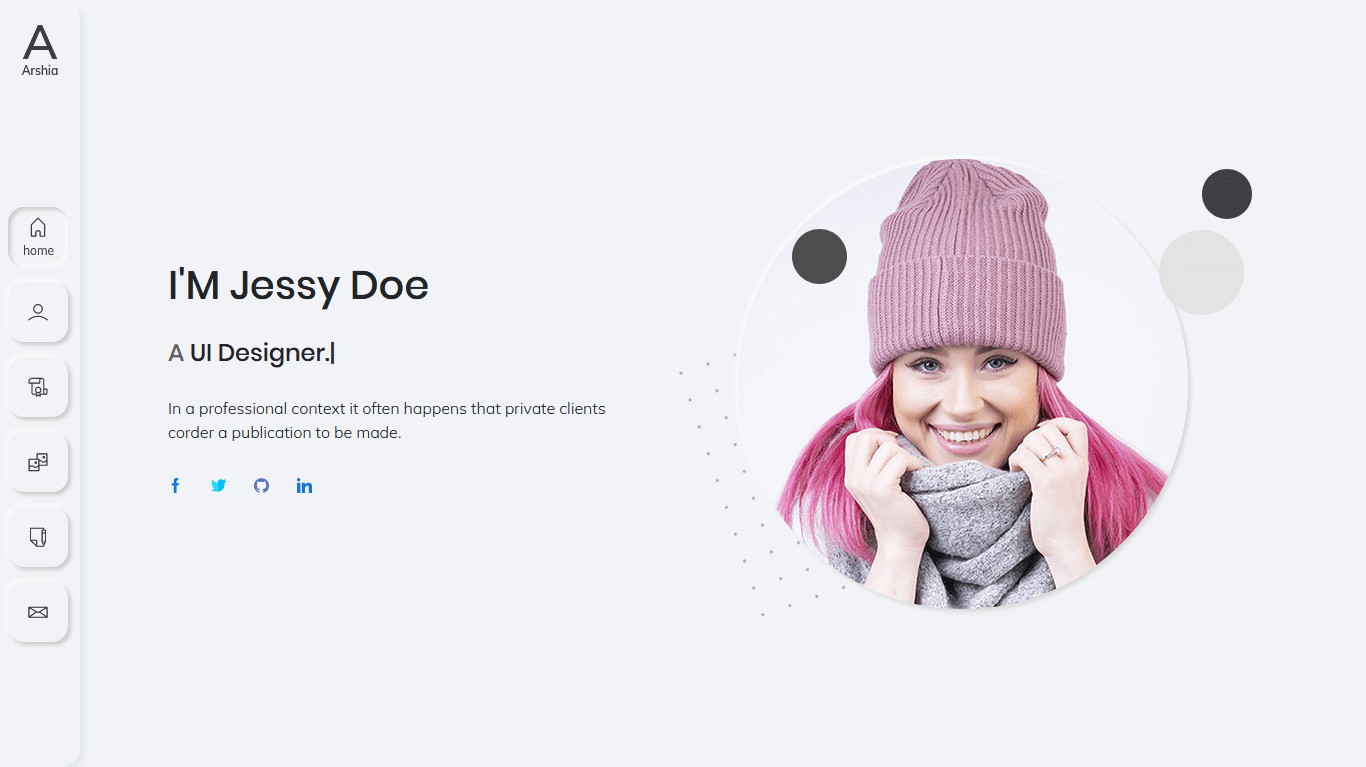 A
Arshia
home
I'M Jessy Doe
A UI Designer.|
In a professional context it often happens that private clients
corder a publication to be made.